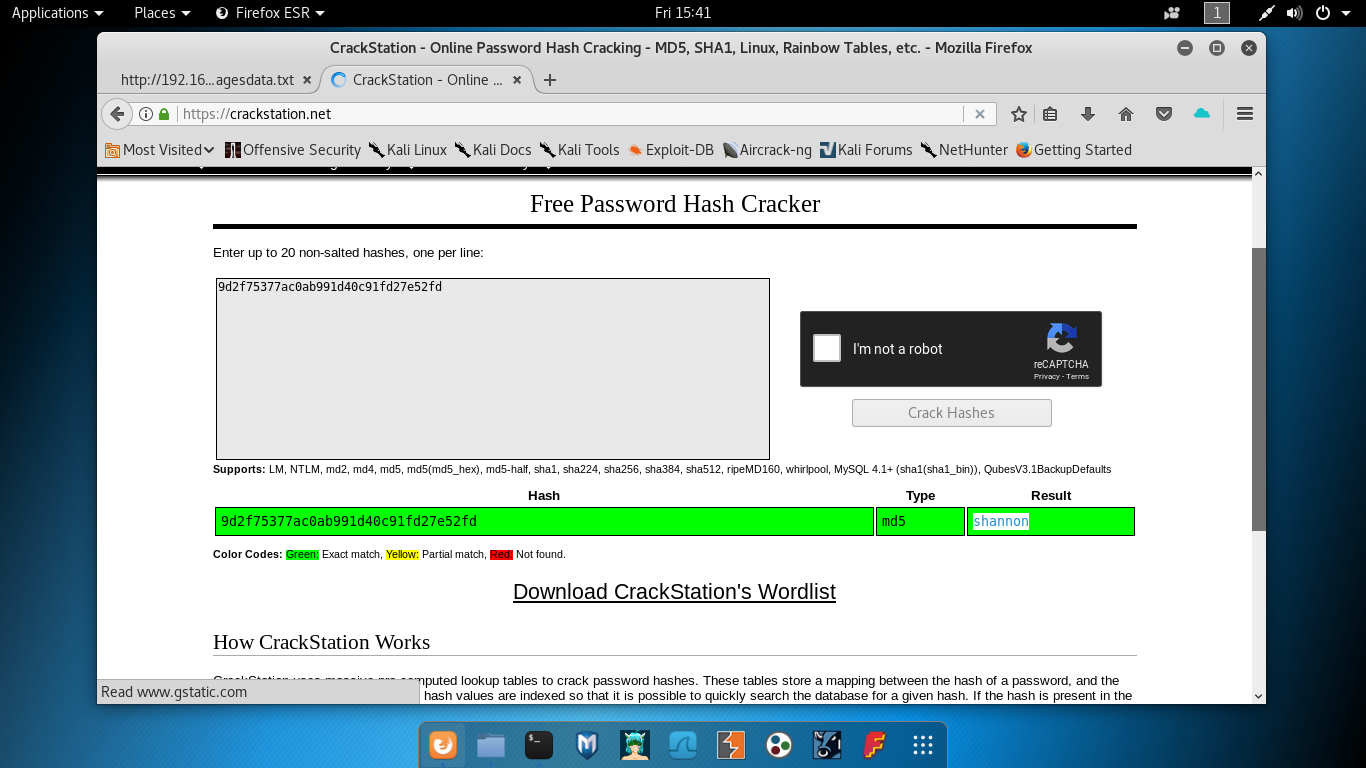 Applications Places Firefox ESR Fri 15:41 1
CrackStation - Online Password Hash Cracking - MD5, SHA1, Linux, Rainbow Tables, etc. - Mozilla Firefox
http://192.16...agesdata.txt CrackStation - Online ...
https://crackstation.net
Most Visited Offensive Security Kali Linux Kali Docs Kali Tools Exploit-DB Aircrack-ng Kali Forums NetHunter Getting Started
Free Password Hash Cracker
Enter up to 20 non-salted hashes, one per line:
9d2f75377ac0ab991d40c91fd27e52fd
I'm not a robot
reCAPTCHA
Privacy - Terms
Crack Hashes
Supports: LM, NTLM, md2, md4, md5, md5(md5_hex), md5-half, sha1, sha224, sha256, sha384, sha512, ripeMD160, whirlpool, MySQL 4.1+ (sha1(sha1_bin)), QubesV3.1BackupDefaults
Hash Type Result
9d2f75377ac0ab991d40c91fd27e52fd md5 shannon
Color Codes: Green: Exact match, Yellow: Partial match, Red: Not found.
Download CrackStation's Wordlist
How CrackStation Works
CrackStation uses massive pre-computed lookup tables to crack password hashes. These tables store a mapping between the hash of a password, and the
hash values are indexed so that it is possible to quickly search the database for a given hash. If the hash is present in the
Read www.gstatic.com